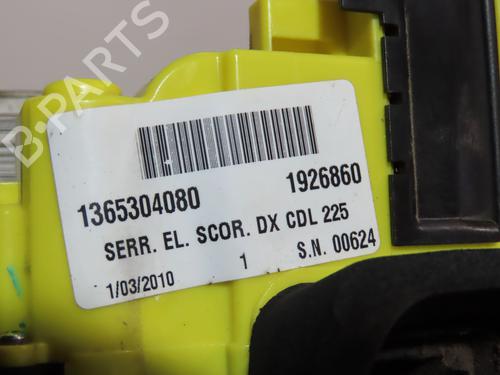 B-PARTS
1365304080 1926860
SERR. EL. SCOR. DX CDL 225
1/03/2010 1 S.N. 00624